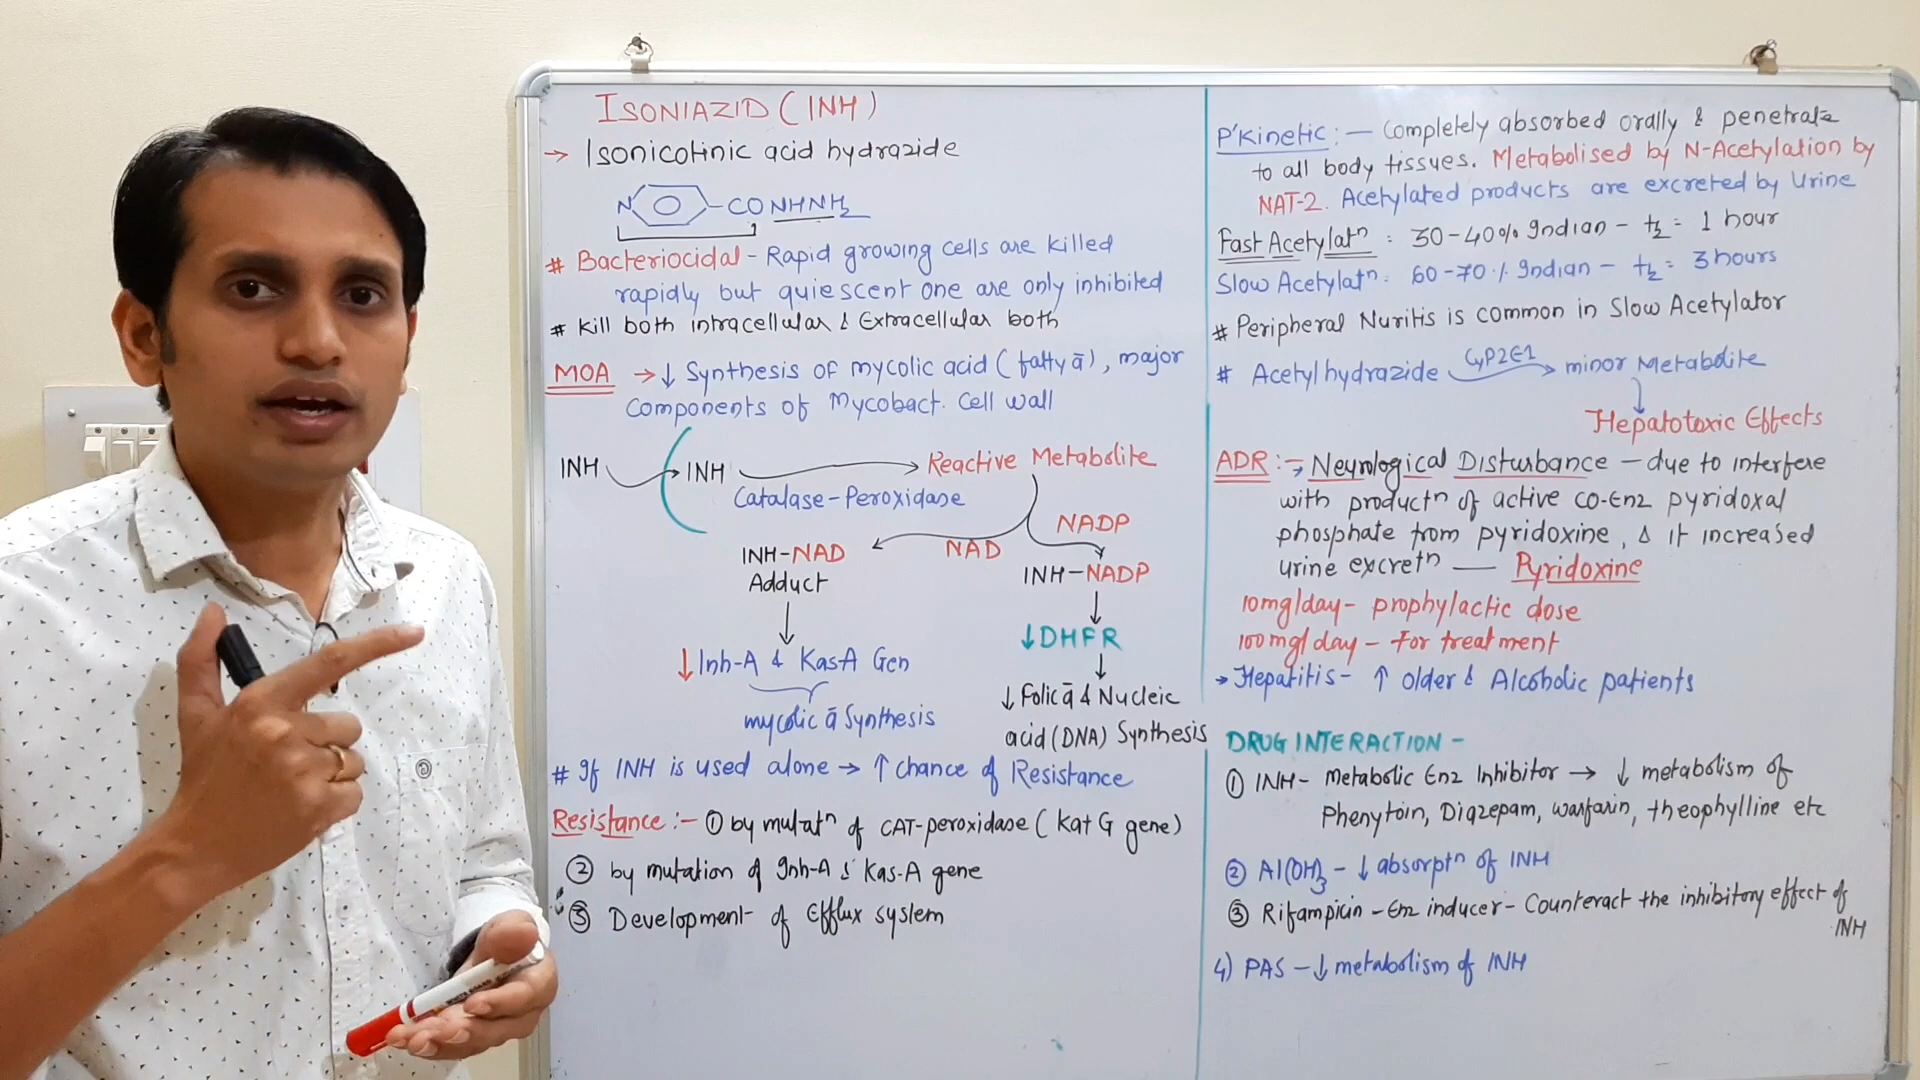 ISONIAZID (INH)
→ Isonicotinic acid hydrazide
N CONHNH2
# Bacteriocidal - Rapid growing cells are killed
rapidly but quiescent one are only inhibited
# Kill both intracellular & Extracellular both
MOA → ↓ Synthesis of mycolic acid (fatty ā), major
Components of Mycobact. Cell wall
INH → INH → Reactive Metabolite
Catalase-Peroxidase
NADP
INH-NAD NAD
Adduct INH-NADP
↓DHFR
↓Inh-A & KasA Gen
↓Folic ā & Nucleic
mycolic ā Synthesis
acid (DNA) Synthesis
# If INH is used alone → ↑ chance of Resistance
Resistance :- ① by mutatⁿ of CAT-peroxidase (Kat G gene)
② by mutation of Inh-A & Kas-A gene
③ Development of Efflux system
P'Kinetic :- Completely absorbed orally & penetrate
to all body tissues. Metabolised by N-Acetylation by
NAT-2. Acetylated products are excreted by Urine
Fast Acetylatⁿ : 30-40% Indian - t½ = 1 hour
Slow Acetylatⁿ : 60-70% Indian - t½ = 3 hours
# Peripheral Nuritis is common in Slow Acetylator
# Acetylhydrazide CYP2E1 → minor Metabolite
↓
Hepatotoxic Effects
ADR :- → Neurological Disturbance - due to interfere
with productⁿ of active co-Enz pyridoxal
phosphate from pyridoxine, & it increased
urine excretⁿ — Pyridoxine
10mg/day - prophylactic dose
100mg/day - For treatment
→ Hepatitis - ↑ older & Alcoholic patients
DRUG INTERACTION -
① INH - Metabolic Enz Inhibitor → ↓ metabolism of
Phenytoin, Diazepam, warfarin, theophylline etc
② Al(OH)3 - ↓ absorptⁿ of INH
③ Rifampicin - Enz inducer - Counteract the inhibitory effect of
INH
4) PAS - ↓ metabolism of INH